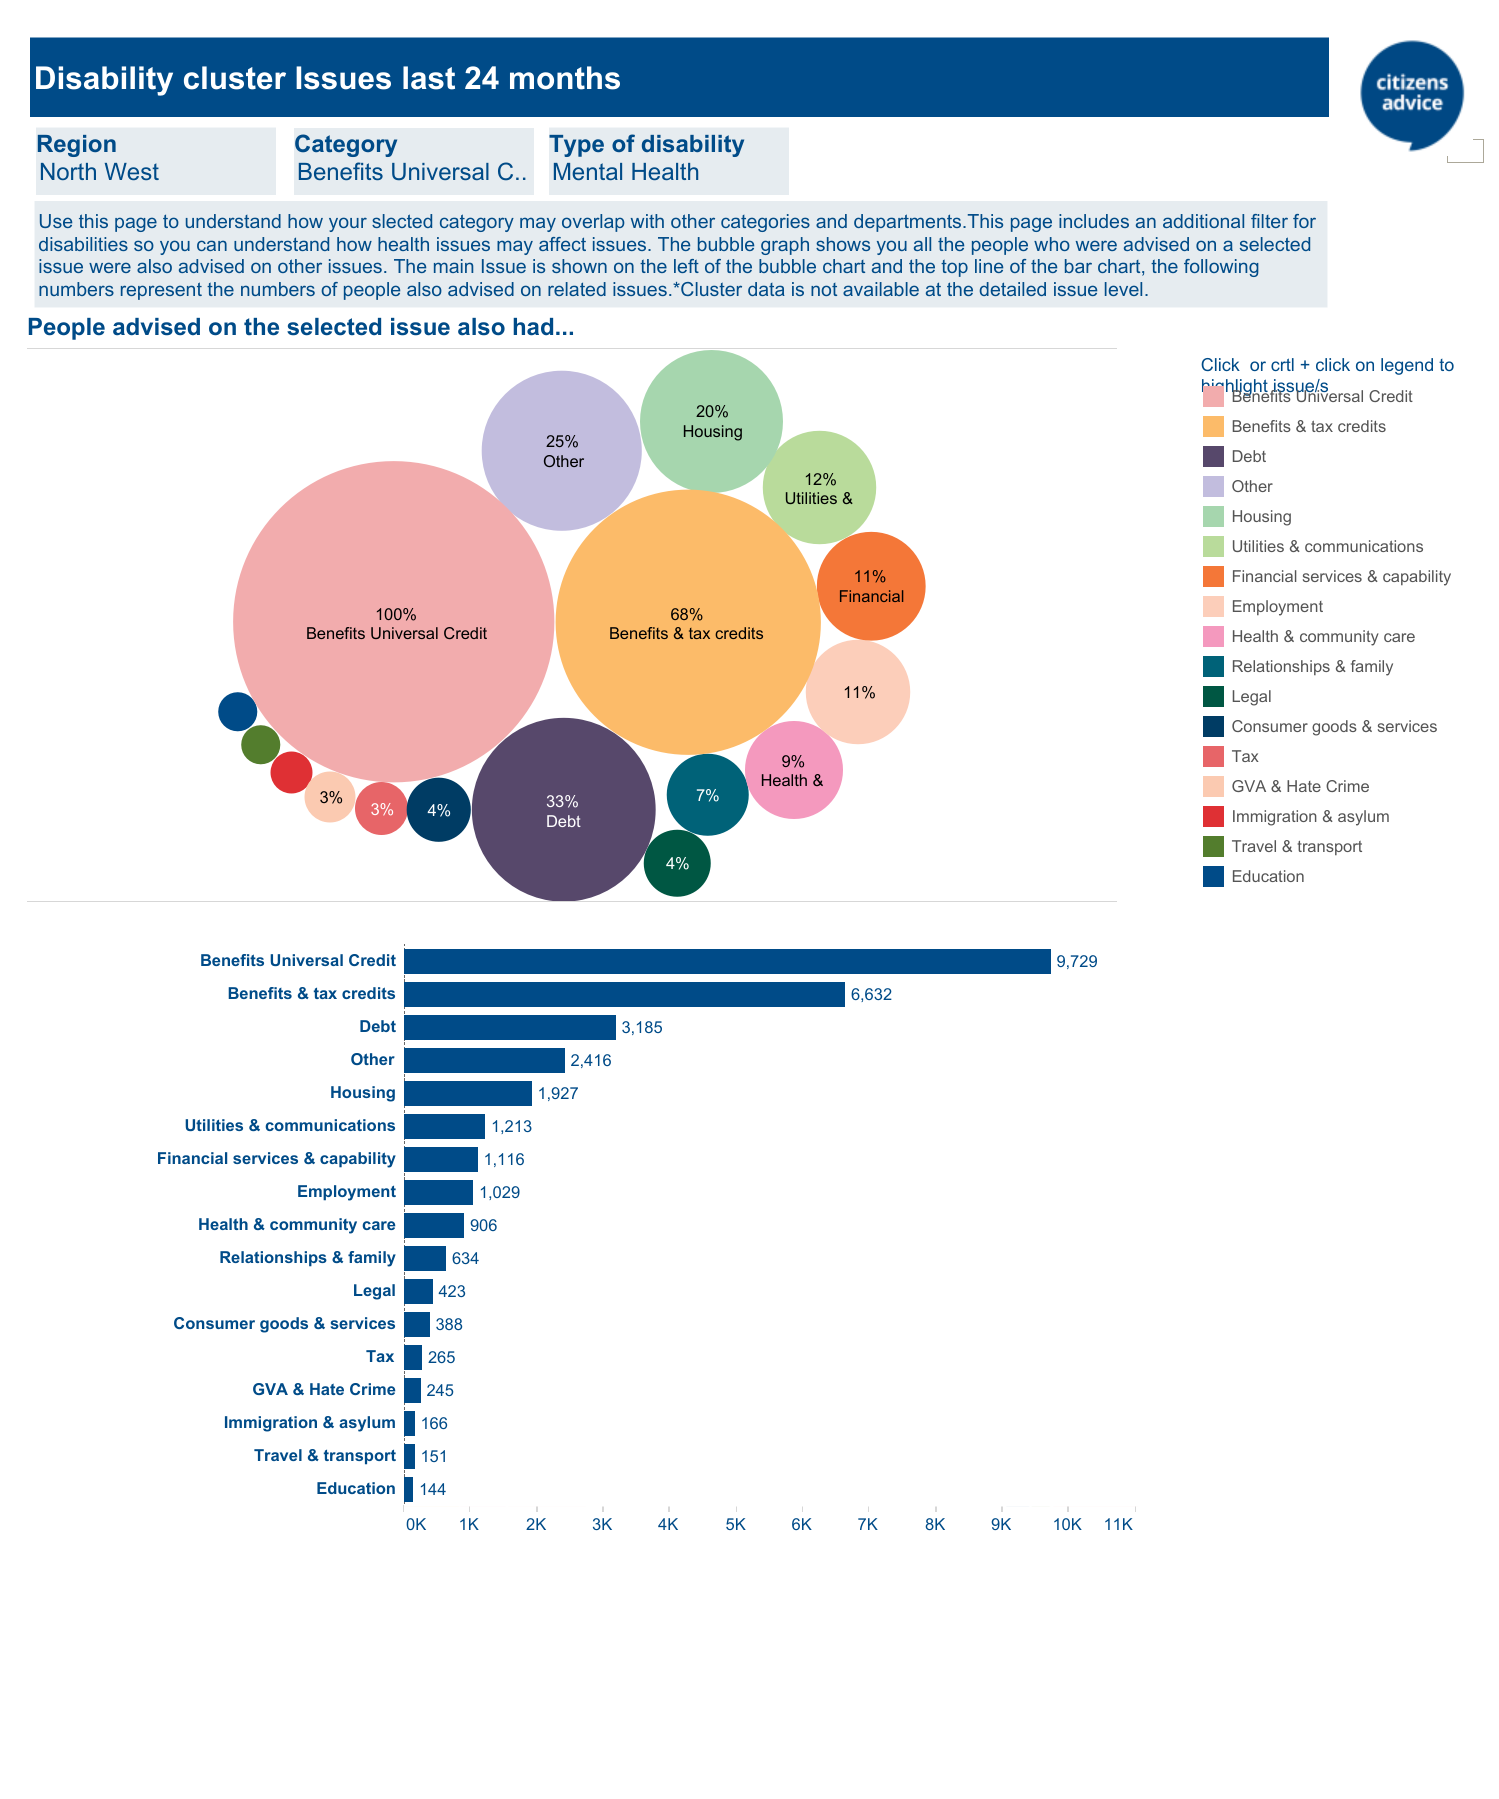 Disability cluster Issues last 24 months
citizens
advice
Region
North West
Category
Benefits Universal C..
Type of disability
Mental Health
Use this page to understand how your slected category may overlap with other categories and departments.This page includes an additional filter for
disabilities so you can understand how health issues may affect issues. The bubble graph shows you all the people who were advised on a selected
issue were also advised on other issues. The main Issue is shown on the left of the bubble chart and the top line of the bar chart, the following
numbers represent the numbers of people also advised on related issues.*Cluster data is not available at the detailed issue level.
People advised on the selected issue also had...
20%
Housing
25%
Other
12%
Utilities &
11%
Financial
100%
Benefits Universal Credit
68%
Benefits & tax credits
11%
9%
Health &
7%
33%
Debt
3%
3%
4%
4%
Click  or crtl + click on legend to
highlight issue/s
Benefits Universal Credit
Benefits & tax credits
Debt
Other
Housing
Utilities & communications
Financial services & capability
Employment
Health & community care
Relationships & family
Legal
Consumer goods & services
Tax
GVA & Hate Crime
Immigration & asylum
Travel & transport
Education
Benefits Universal Credit 9,729
Benefits & tax credits 6,632
Debt 3,185
Other 2,416
Housing 1,927
Utilities & communications 1,213
Financial services & capability 1,116
Employment 1,029
Health & community care 906
Relationships & family 634
Legal 423
Consumer goods & services 388
Tax 265
GVA & Hate Crime 245
Immigration & asylum 166
Travel & transport 151
Education 144
0K 1K 2K 3K 4K 5K 6K 7K 8K 9K 10K 11K